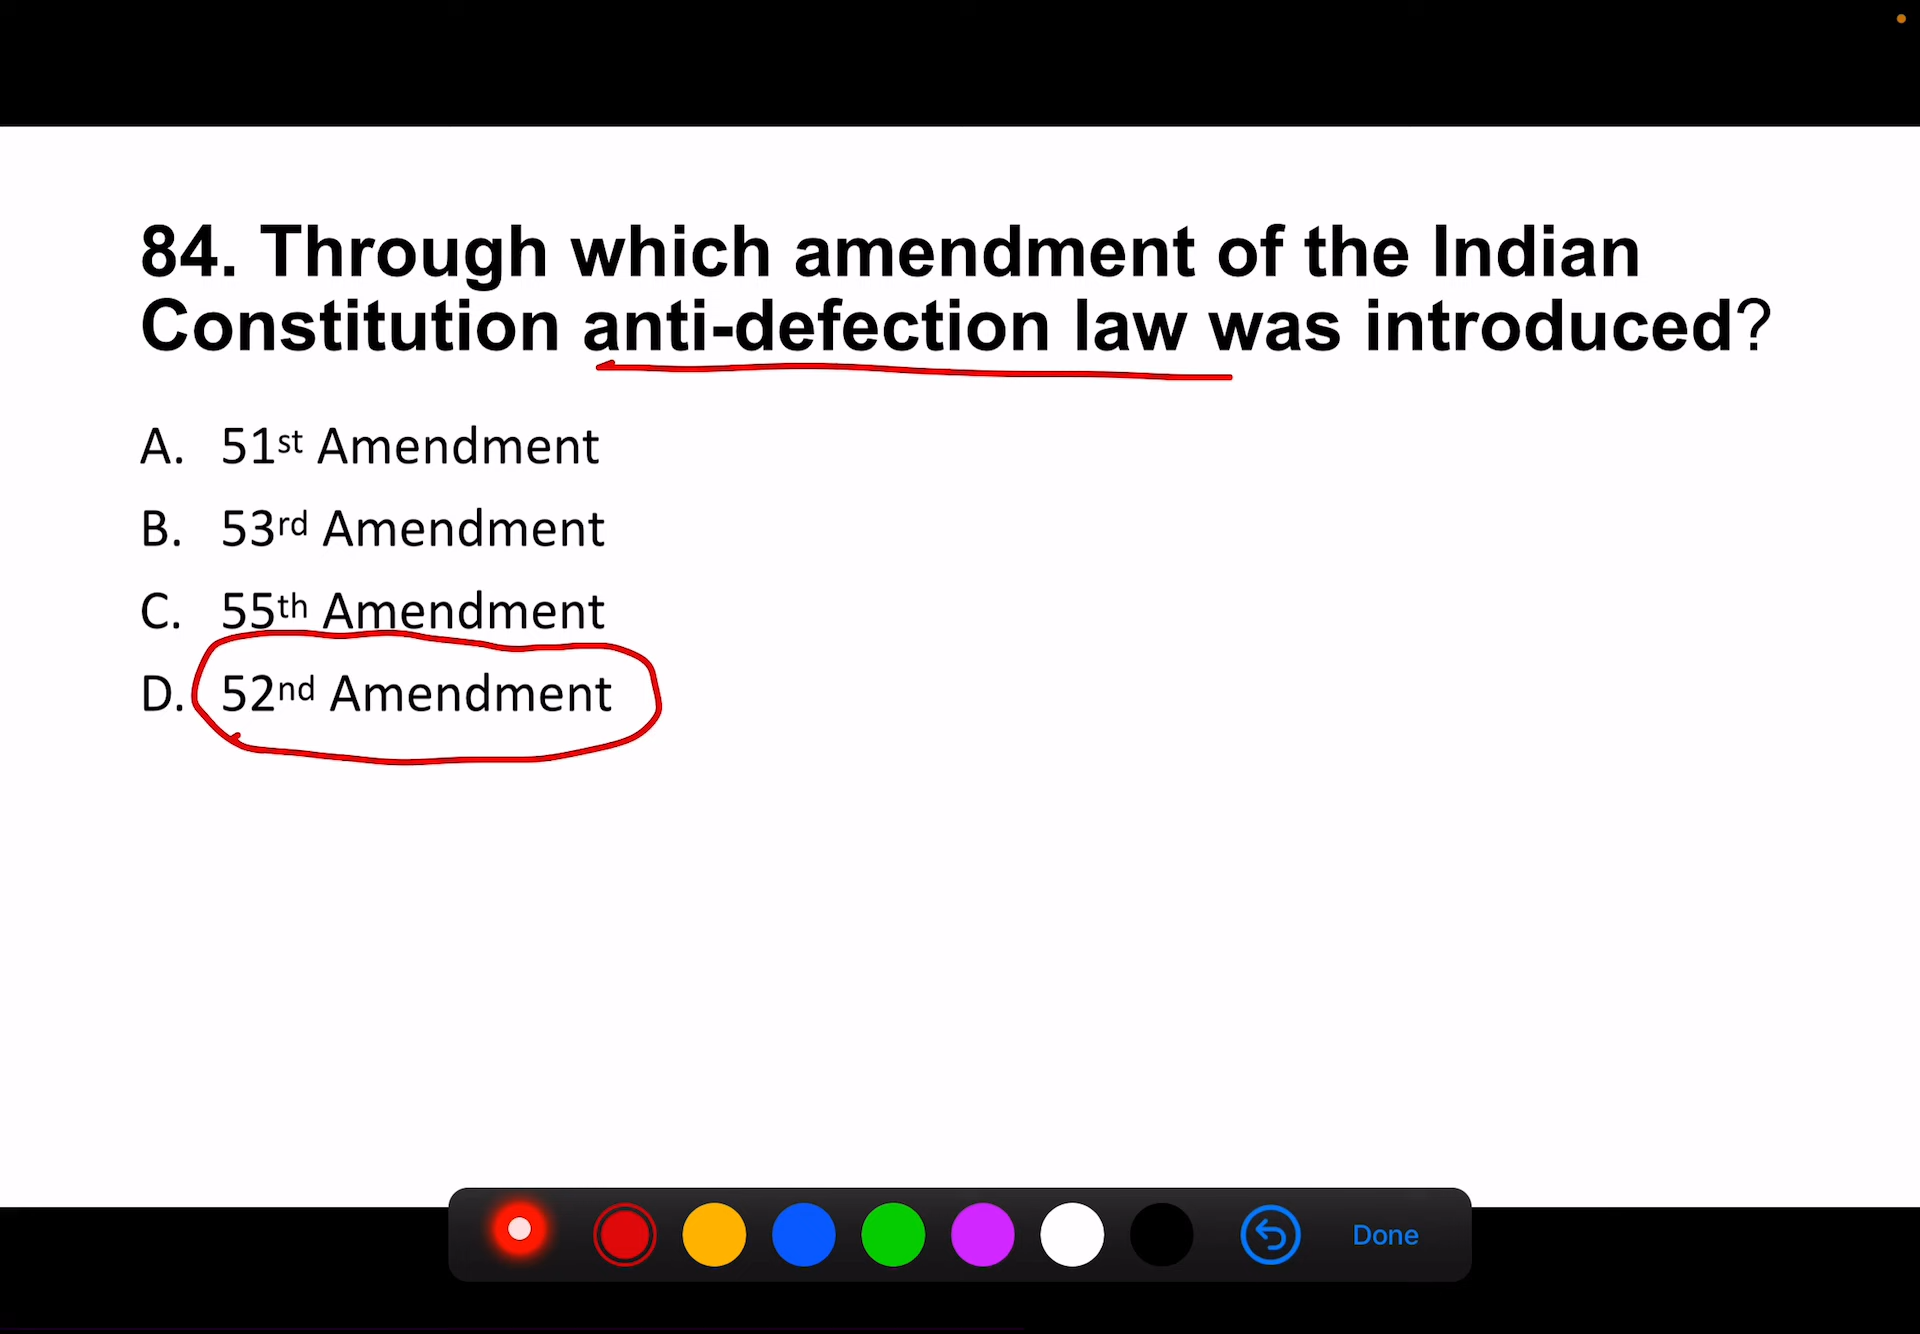 84. Through which amendment of the Indian
Constitution anti-defection law was introduced?
A. 51st Amendment
B. 53rd Amendment
C. 55th Amendment
D. 52nd Amendment
Done